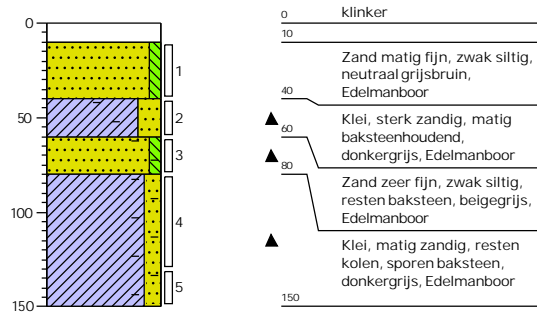 0
50
100
150
1
2
3
4
5
0
klinker
10
Zand matig fijn, zwak siltig,
neutraal grijsbruin,
Edelmanboor
40
Klei, sterk zandig, matig
baksteenhoudend,
donkergrijs, Edelmanboor
60
80
Zand zeer fijn, zwak siltig,
resten baksteen, beigegrijs,
Edelmanboor
Klei, matig zandig, resten
kolen, sporen baksteen,
donkergrijs, Edelmanboor
150